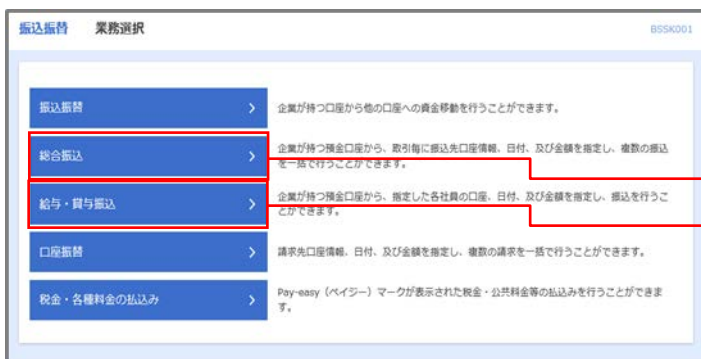 振込振替 業務選択 BSSK001
振込振替
企業が持つ口座から他の口座への資金移動を行うことができます。
総合振込
企業が持つ預金口座から、取引毎に振込先口座情報、日付、及び金額を指定し、複数の振込
を一括で行うことができます。
給与・賞与振込
企業が持つ預金口座から、指定した各社員の口座、日付、及び金額を指定し、振込を行うこ
とができます。
口座振替
請求先口座情報、日付、及び金額を指定し、複数の請求を一括で行うことができます。
税金・各種料金の払込み
Pay-easy（ペイジー）マークが表示された税金・公共料金等の払込みを行うことができま
す。